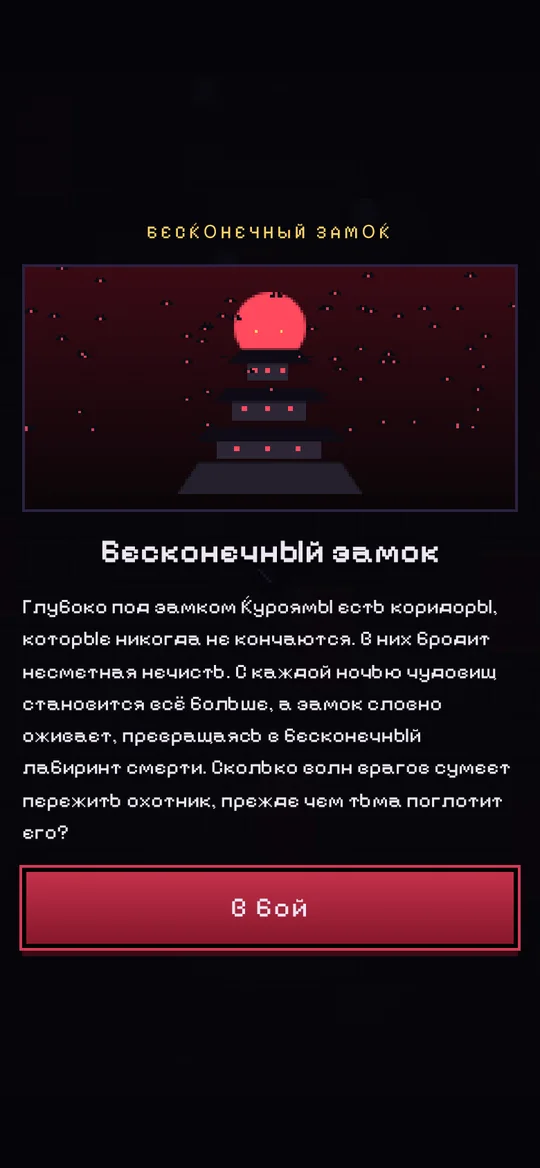 БЕСКОНЕЧНЫЙ ЗАМОК
Бесконечный замок
Глубоко под замком Куроямы есть коридоры,
которые никогда не кончаются. В них бродит
несметная нечисть. С каждой ночью чудовищ
становится всё больше, а замок словно
оживает, превращаясь в бесконечный
лабиринт смерти. Сколько волн врагов сумеет
пережить охотник, прежде чем тьма поглотит
его?
В бой